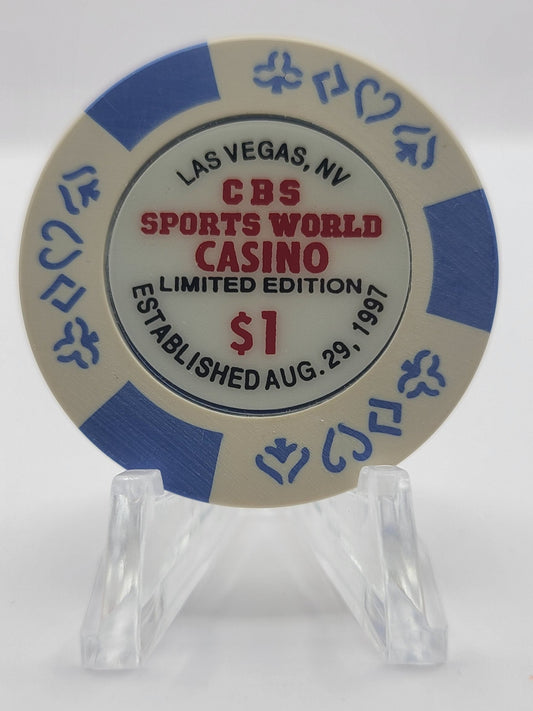 LAS VEGAS, NV
CBS
SPORTS WORLD
CASINO
LIMITED EDITION
$1
ESTABLISHED AUG. 29, 1997